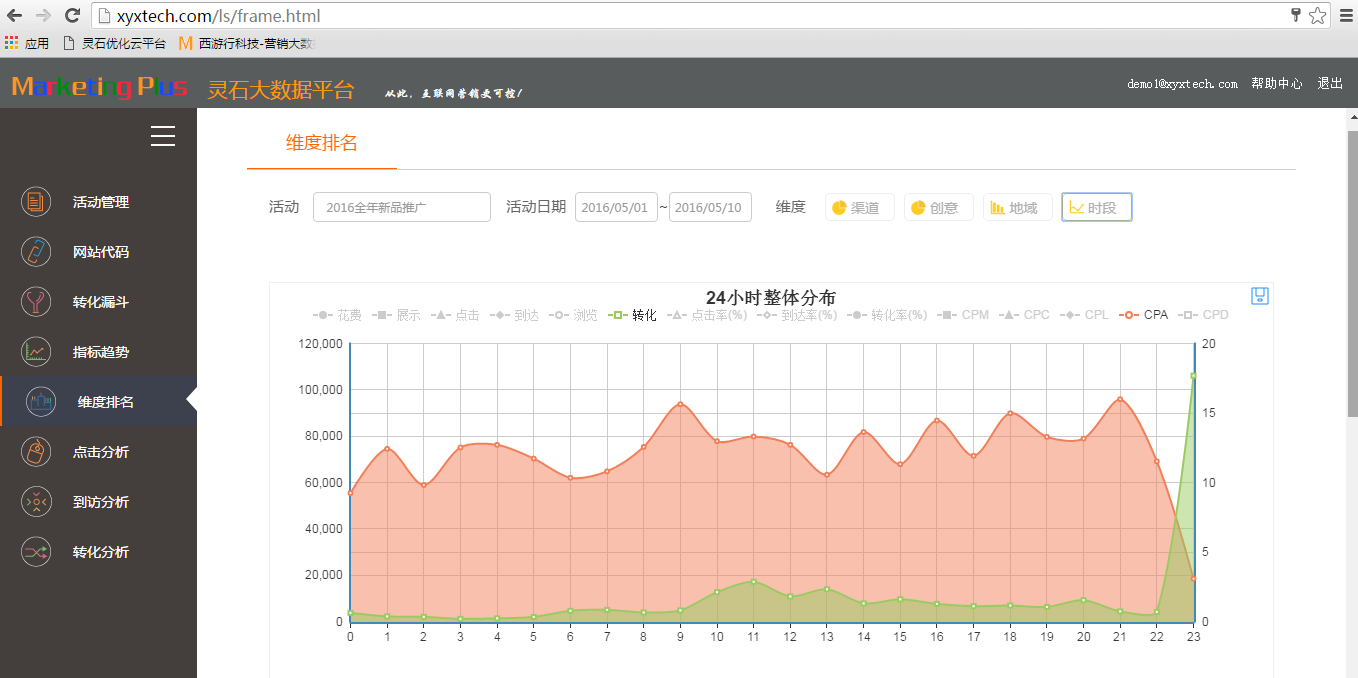 xyxtech.com/ls/frame.html
应用 灵石优化云平台 西游行科技-营销大数
Marketing Plus 灵石大数据平台 从此，互联网营销变可控！ demo1@xyxtech.com 帮助中心 退出
维度排名
活动管理
网站代码
转化漏斗
指标趋势
维度排名
点击分析
到访分析
转化分析
活动 2016全年新品推广 活动日期 2016/05/01 ~ 2016/05/10 维度 渠道 创意 地域 时段
24小时整体分布
花费 展示 点击 到达 浏览 转化 点击率(%) 到达率(%) 转化率(%) CPM CPC CPL CPA CPD
120,000 20
100,000
15
80,000
60,000 10
40,000
5
20,000
0 0
0 1 2 3 4 5 6 7 8 9 10 11 12 13 14 15 16 17 18 19 20 21 22 23